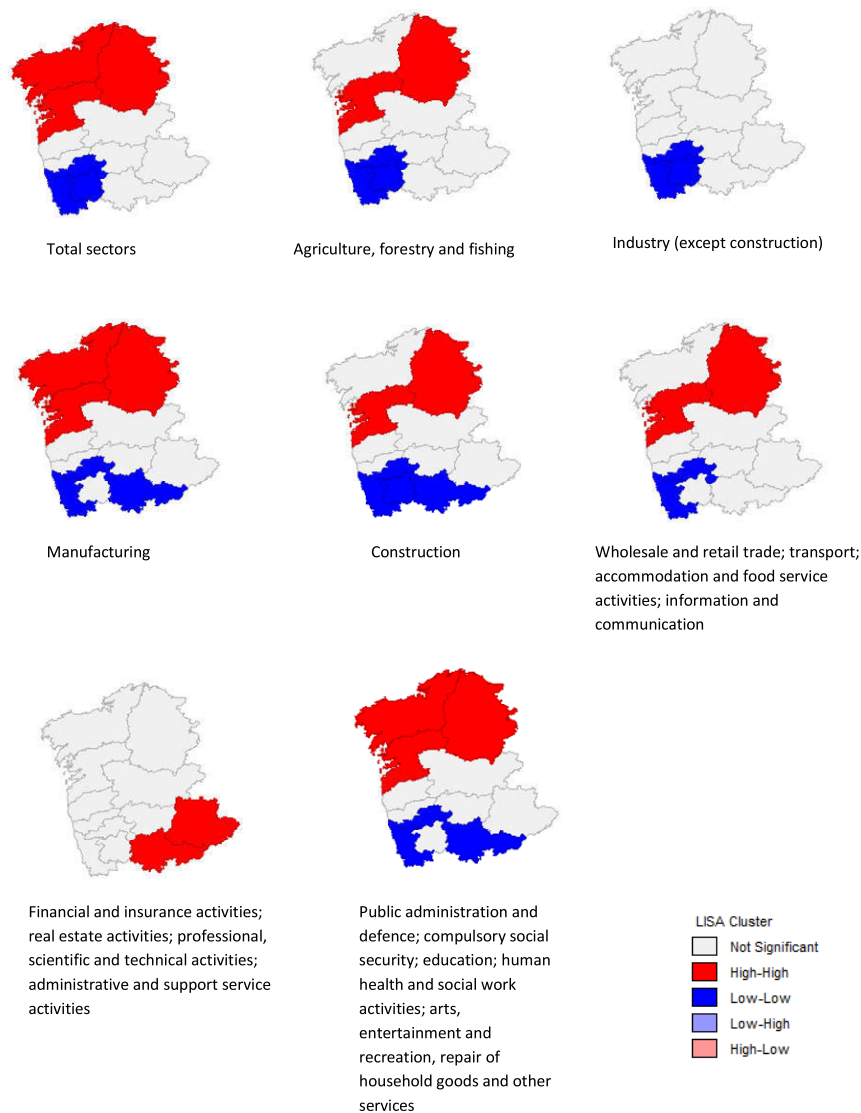 Total sectors
Agriculture, forestry and fishing
Industry (except construction)
Manufacturing
Construction
Wholesale and retail trade; transport;
accommodation and food service
activities; information and
communication
Financial and insurance activities;
real estate activities; professional,
scientific and technical activities;
administrative and support service
activities
Public administration and
defence; compulsory social
security; education; human
health and social work
activities; arts,
entertainment and
recreation, repair of
household goods and other
services
LISA Cluster
Not Significant
High-High
Low-Low
Low-High
High-Low